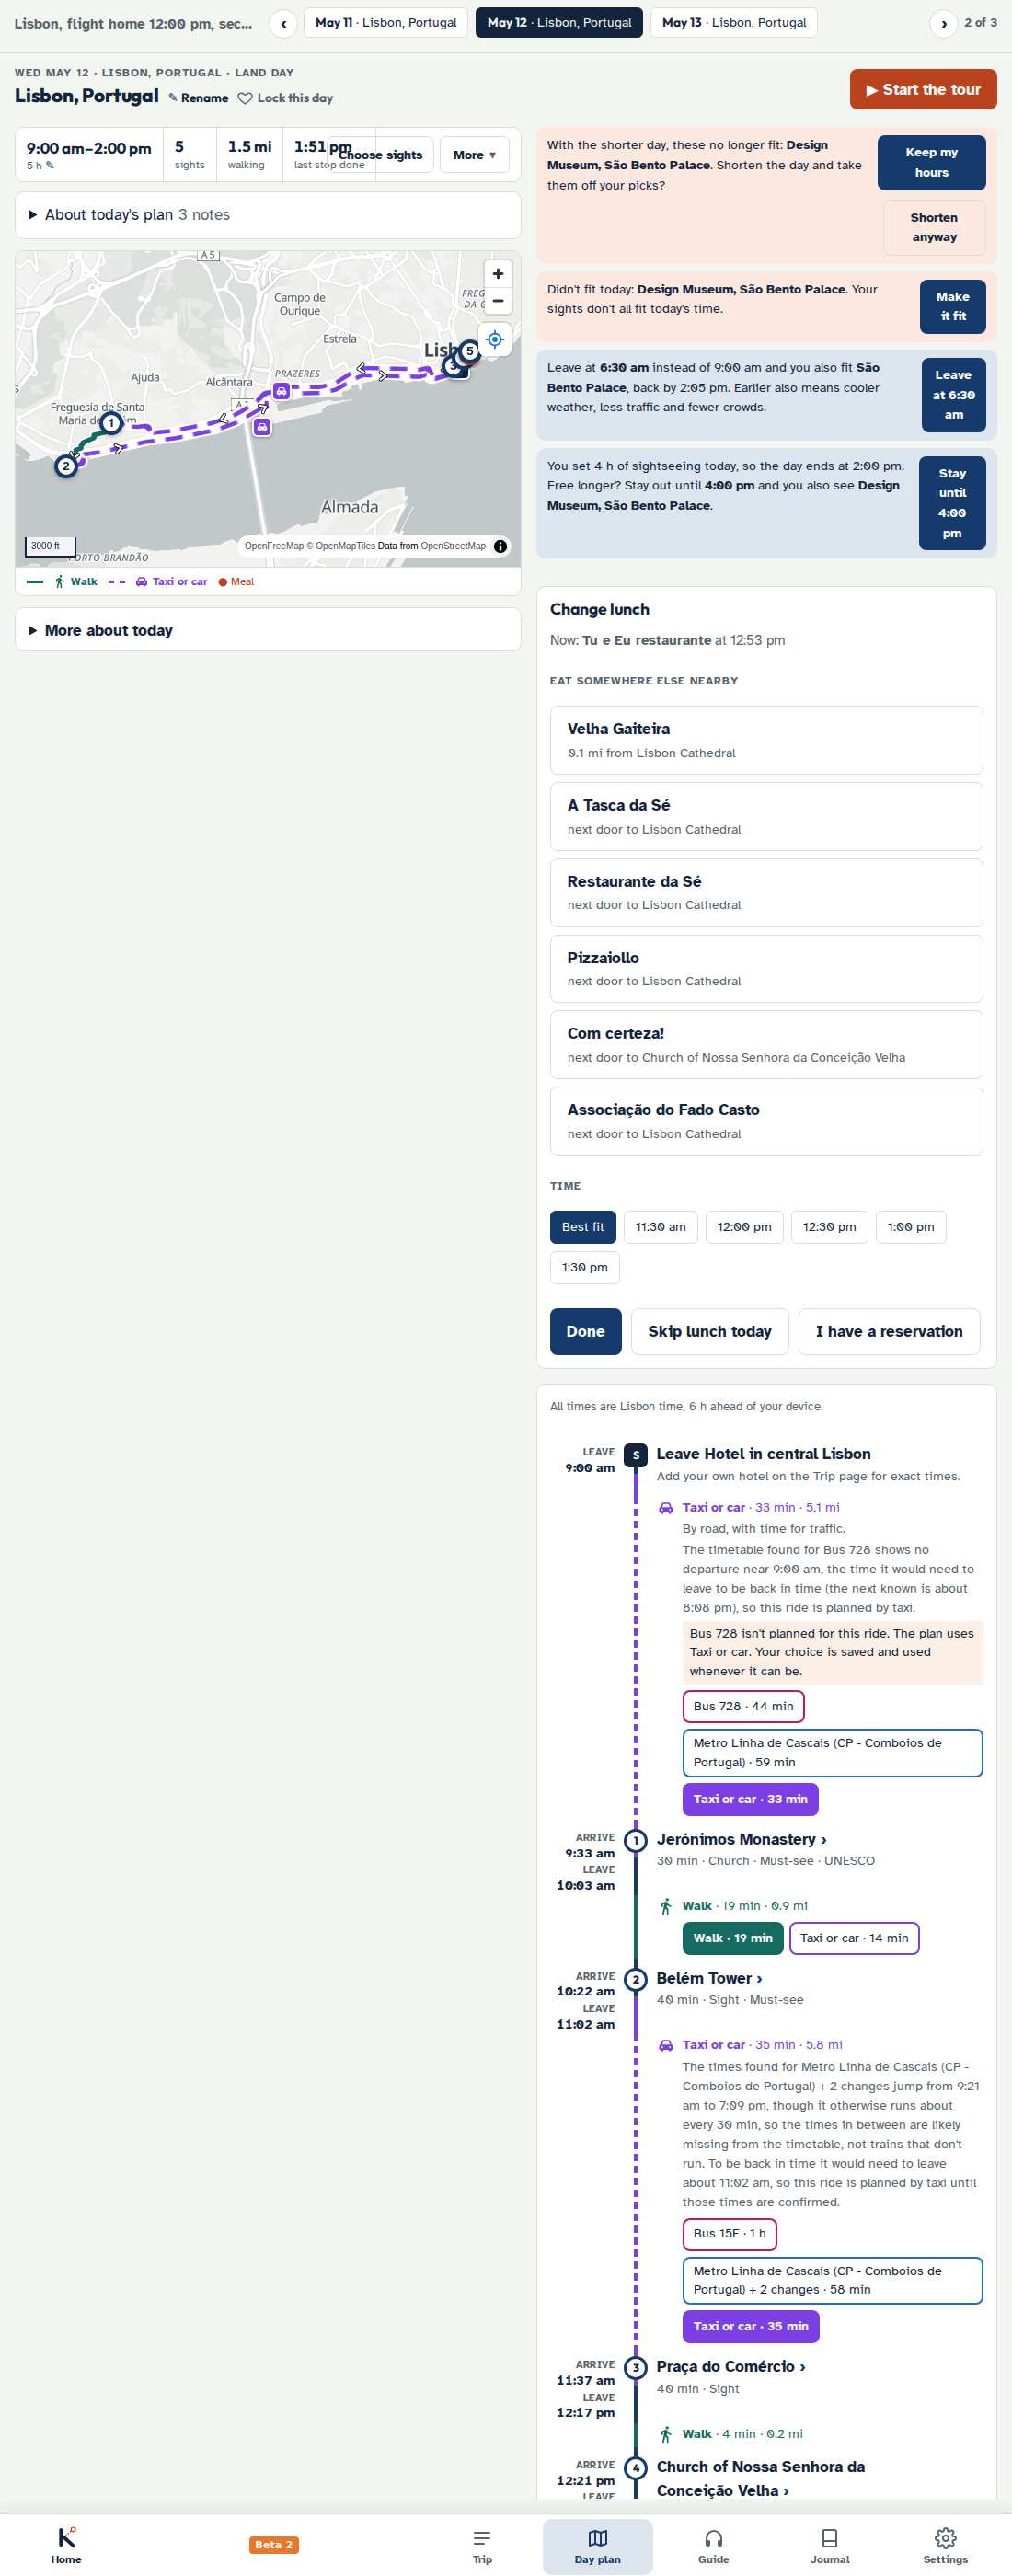 Lisbon, flight home 12:00 pm, sec...
‹
May 11 · Lisbon, Portugal
May 12 · Lisbon, Portugal
May 13 · Lisbon, Portugal
›
2 of 3
WED MAY 12 · LISBON, PORTUGAL · LAND DAY
Lisbon, Portugal
✎ Rename
Lock this day
▶ Start the tour
9:00 am–2:00 pm
5 h ✎
5
sights
1.5 mi
walking
1:51 pm
last stop done
Choose sights
More ▼
▶ About today's plan 3 notes
A 5
Campo de
Ourique
Estrela
Ajuda
Alcântara
PRAZERES
Freguesia de Santa
Almada
PORTO BRANDÃO
+
−
1
2
5
3000 ft
OpenFreeMap © OpenMapTiles Data from OpenStreetMap
Walk
Taxi or car
Meal
▶ More about today
With the shorter day, these no longer fit: Design
Museum, São Bento Palace. Shorten the day and take
them off your picks?
Keep my
hours
Shorten
anyway
Didn't fit today: Design Museum, São Bento Palace. Your
sights don't all fit today's time.
Make
it fit
Leave at 6:30 am instead of 9:00 am and you also fit São
Bento Palace, back by 2:05 pm. Earlier also means cooler
weather, less traffic and fewer crowds.
Leave
at 6:30
am
You set 4 h of sightseeing today, so the day ends at 2:00 pm.
Free longer? Stay out until 4:00 pm and you also see Design
Museum, São Bento Palace.
Stay
until
4:00
pm
Change lunch
Now: Tu e Eu restaurante at 12:53 pm
EAT SOMEWHERE ELSE NEARBY
Velha Gaiteira
0.1 mi from Lisbon Cathedral
A Tasca da Sé
next door to Lisbon Cathedral
Restaurante da Sé
next door to Lisbon Cathedral
Pizzaiollo
next door to Lisbon Cathedral
Com certeza!
next door to Church of Nossa Senhora da Conceição Velha
Associação do Fado Casto
next door to Lisbon Cathedral
TIME
Best fit
11:30 am
12:00 pm
12:30 pm
1:00 pm
1:30 pm
Done
Skip lunch today
I have a reservation
All times are Lisbon time, 6 h ahead of your device.
LEAVE
9:00 am
S
Leave Hotel in central Lisbon
Add your own hotel on the Trip page for exact times.
Taxi or car · 33 min · 5.1 mi
By road, with time for traffic.
The timetable found for Bus 728 shows no
departure near 9:00 am, the time it would need to
leave to be back in time (the next known is about
8:08 pm), so this ride is planned by taxi.
Bus 728 isn't planned for this ride. The plan uses
Taxi or car. Your choice is saved and used
whenever it can be.
Bus 728 · 44 min
Metro Linha de Cascais (CP - Comboios de
Portugal) · 59 min
Taxi or car · 33 min
ARRIVE
9:33 am
LEAVE
10:03 am
1
Jerónimos Monastery ›
30 min · Church · Must-see · UNESCO
Walk · 19 min · 0.9 mi
Walk · 19 min
Taxi or car · 14 min
ARRIVE
10:22 am
LEAVE
11:02 am
2
Belém Tower ›
40 min · Sight · Must-see
Taxi or car · 35 min · 5.8 mi
The times found for Metro Linha de Cascais (CP -
Comboios de Portugal) + 2 changes jump from 9:21
am to 7:09 pm, though it otherwise runs about
every 30 min, so the times in between are likely
missing from the timetable, not trains that don't
run. To be back in time it would need to leave
about 11:02 am, so this ride is planned by taxi until
those times are confirmed.
Bus 15E · 1 h
Metro Linha de Cascais (CP - Comboios de
Portugal) + 2 changes · 58 min
Taxi or car · 35 min
ARRIVE
11:37 am
LEAVE
12:17 pm
3
Praça do Comércio ›
40 min · Sight
Walk · 4 min · 0.2 mi
ARRIVE
12:21 pm
LEAVE
4
Church of Nossa Senhora da
Conceição Velha ›
Home
Beta 2
Trip
Day plan
Guide
Journal
Settings